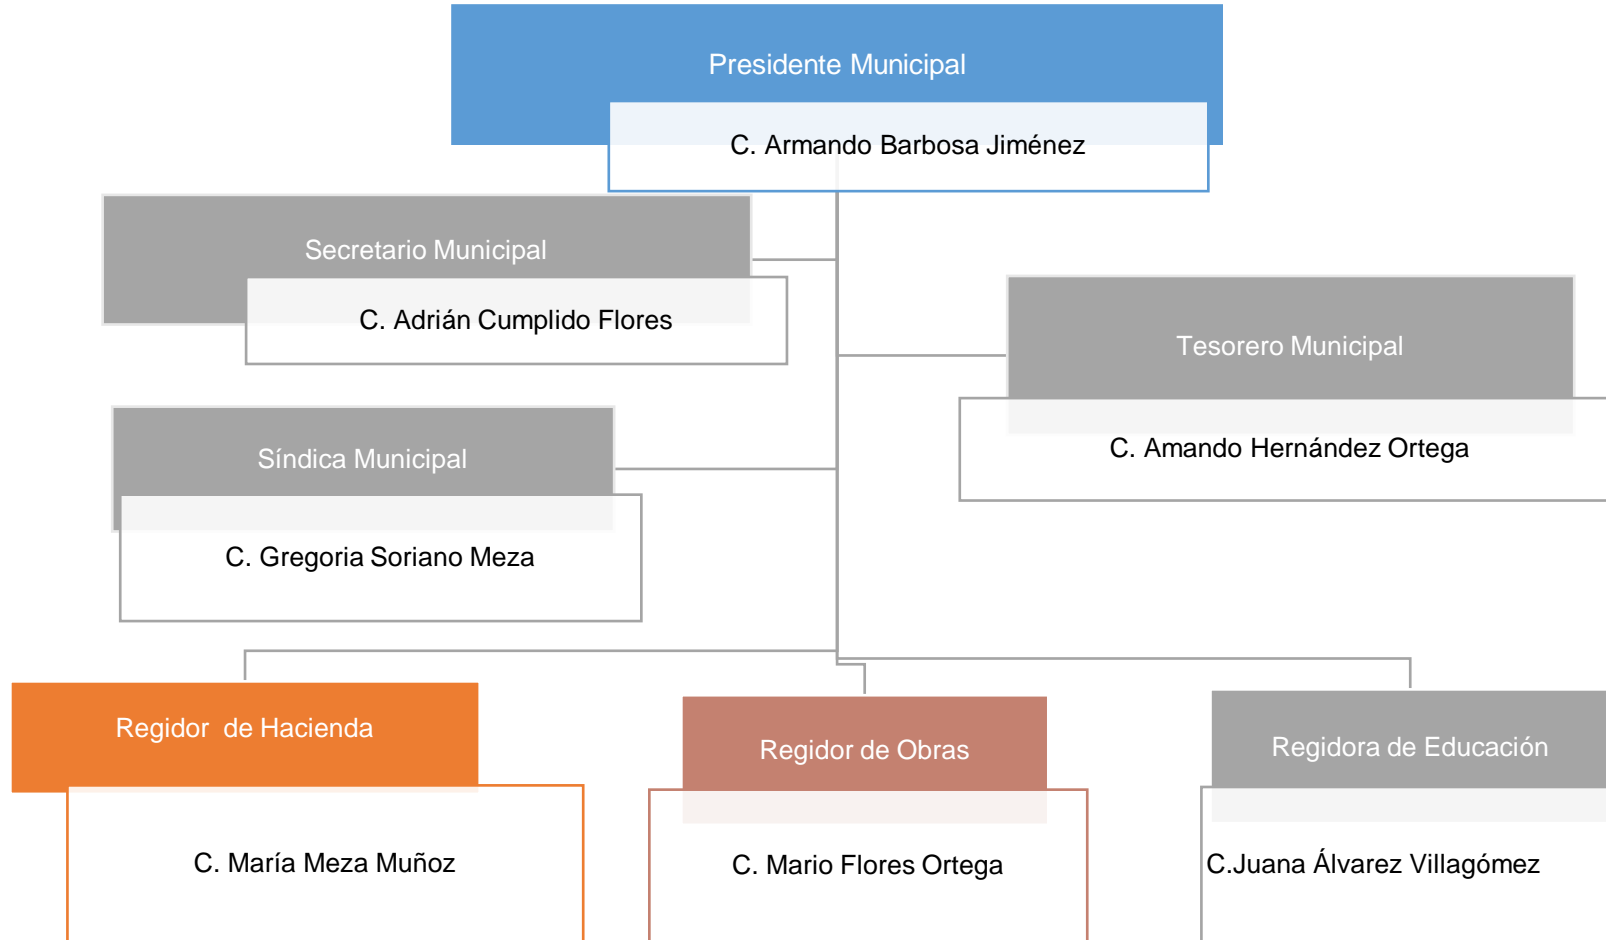 Presidente Municipal
C. Armando Barbosa Jiménez
Secretario Municipal
C. Adrián Cumplido Flores
Tesorero Municipal
C. Amando Hernández Ortega
Síndica Municipal
C. Gregoria Soriano Meza
Regidor  de Hacienda
C. María Meza Muñoz
Regidor de Obras
C. Mario Flores Ortega
Regidora de Educación
C.Juana Álvarez Villagómez